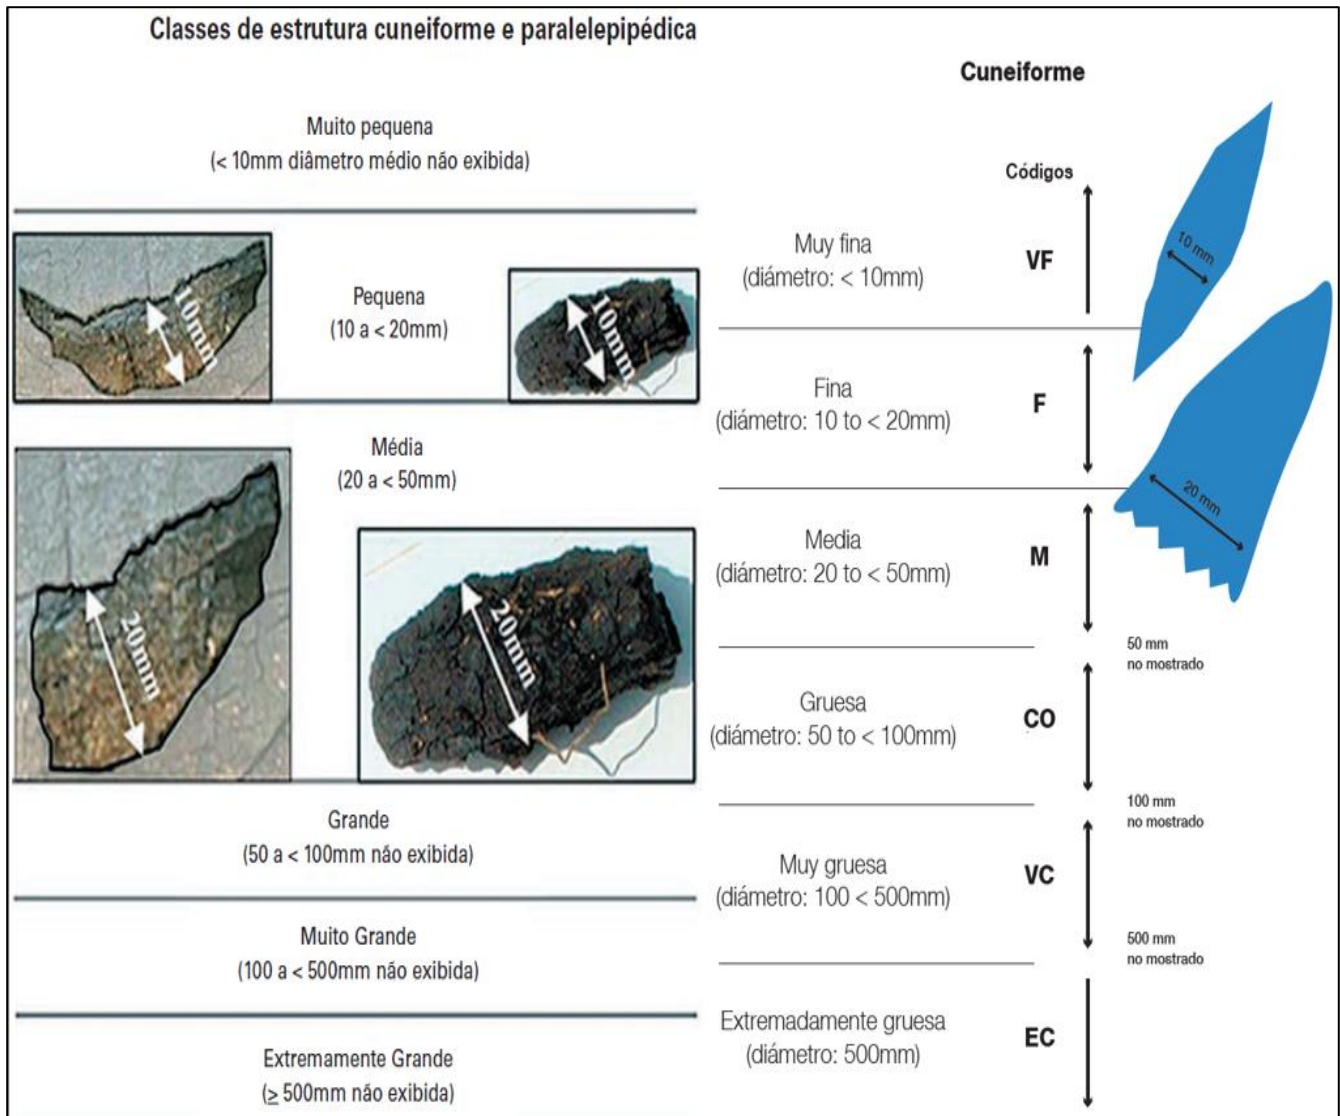 Classes de estrutura cuneiforme e paralelepipédica
Muito pequena
(< 10mm diâmetro médio não exibida)
10mm
Pequena
(10 a < 20mm)
10mm
Média
(20 a < 50mm)
20mm
20mm
Grande
(50 a < 100mm não exibida)
Muito Grande
(100 a < 500mm não exibida)
Extremamente Grande
(≥ 500mm não exibida)
Cuneiforme
Códigos
Muy fina
(diámetro: < 10mm)
VF
10 mm
Fina
(diámetro: 10 to < 20mm)
F
20 mm
Media
(diámetro: 20 to < 50mm)
M
50 mm
no mostrado
Gruesa
(diámetro: 50 to < 100mm)
CO
100 mm
no mostrado
Muy gruesa
(diámetro: 100 < 500mm)
VC
500 mm
no mostrado
Extremadamente gruesa
(diámetro: 500mm)
EC